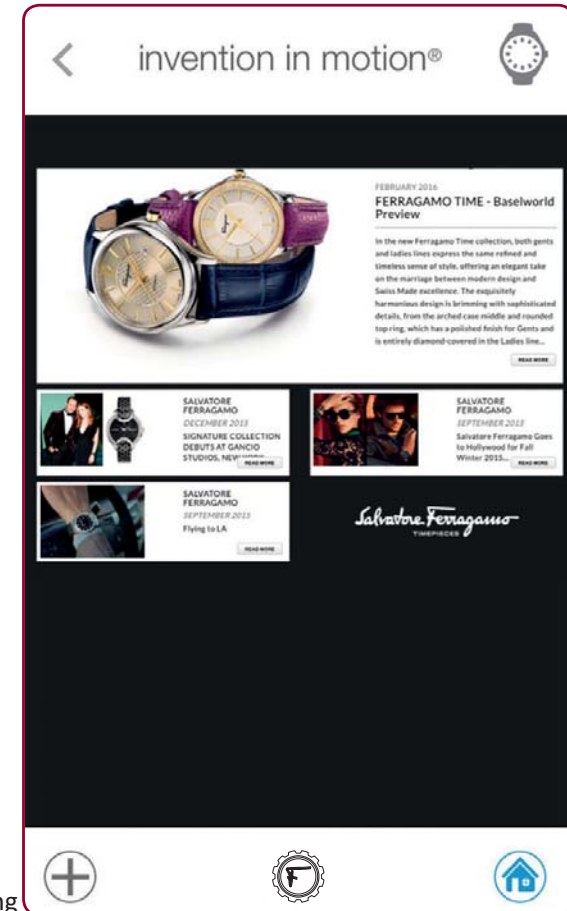 invention in motion®
FEBRUARY 2016
FERRAGAMO TIME - Baselworld
Preview
In the new Ferragamo Time collection, both gents
and ladies lines express the same refined and
timeless sense of style, offering an elegant take
on the marriage between modern design and
Swiss Made excellence. The exquisitely
harmonious design is brimming with sophisticated
details, from the arched case middle and rounded
top ring, which has a polished finish for Gents and
is entirely diamond-covered in the Ladies line...
READ MORE
SALVATORE
FERRAGAMO
DECEMBER 2015
SIGNATURE COLLECTION
DEBUTS AT GANCIO
STUDIOS, NEW
READ MORE
SALVATORE
FERRAGAMO
SEPTEMBER 2015
Salvatore Ferragamo Goes
to Hollywood for Fall
Winter 2015...
READ MORE
SALVATORE
FERRAGAMO
SEPTEMBER 2015
Flying to LA
READ MORE
Salvatore Ferragamo
TIMEPIECES
F
ng